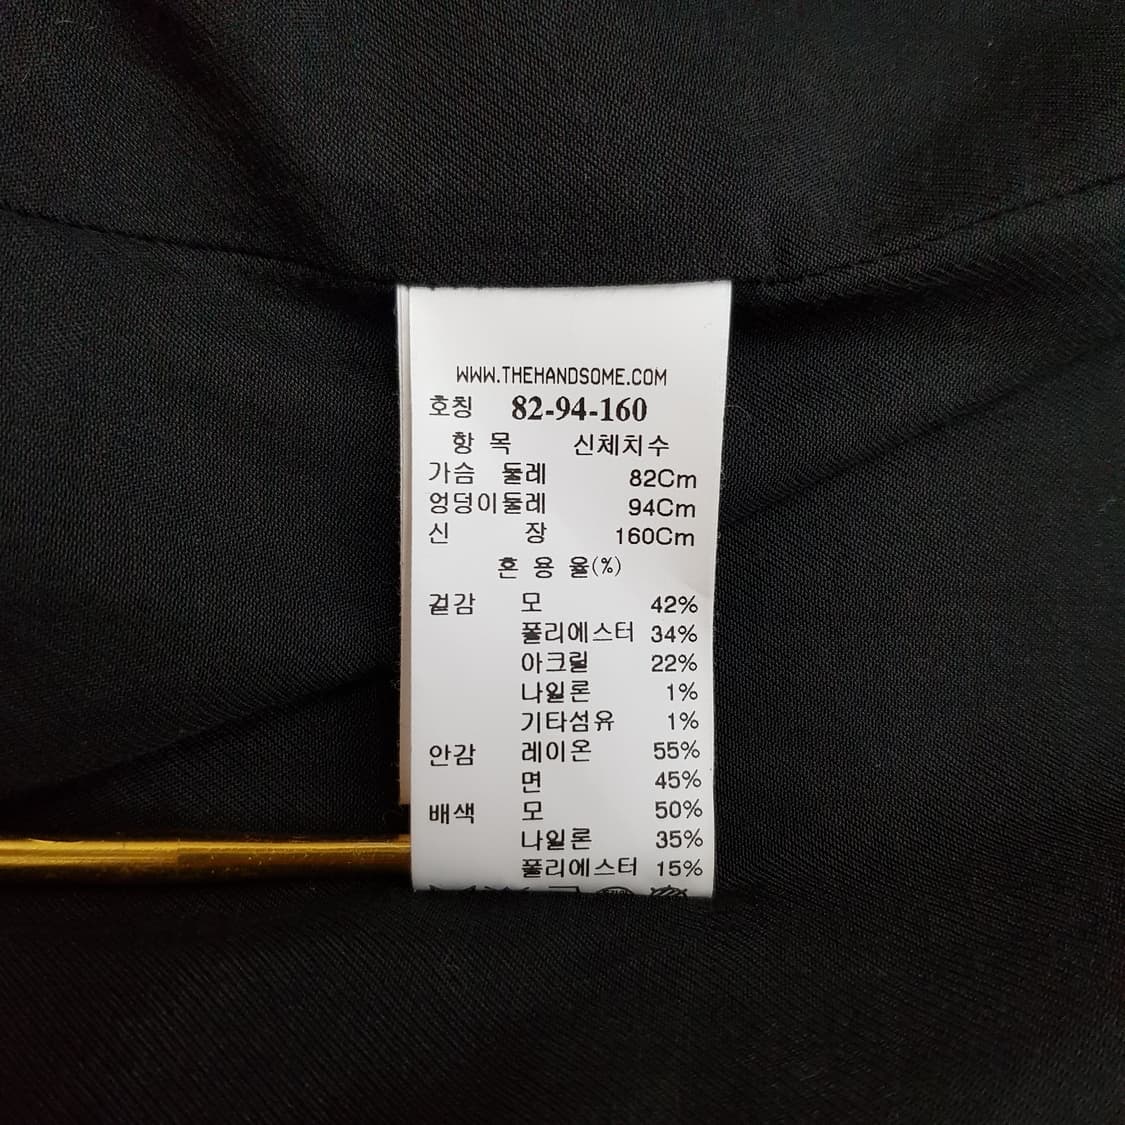 WWW.THEHANDSOME.COM
호칭 82-94-160
항 목 신체치수
가슴 둘레 82Cm
엉덩이둘레 94Cm
신 장 160Cm
혼 용 율(%)
겉감 모 42%
폴리에스터 34%
아크릴 22%
나일론 1%
기타섬유 1%
안감 레이온 55%
면 45%
배색 모 50%
나일론 35%
폴리에스터 15%